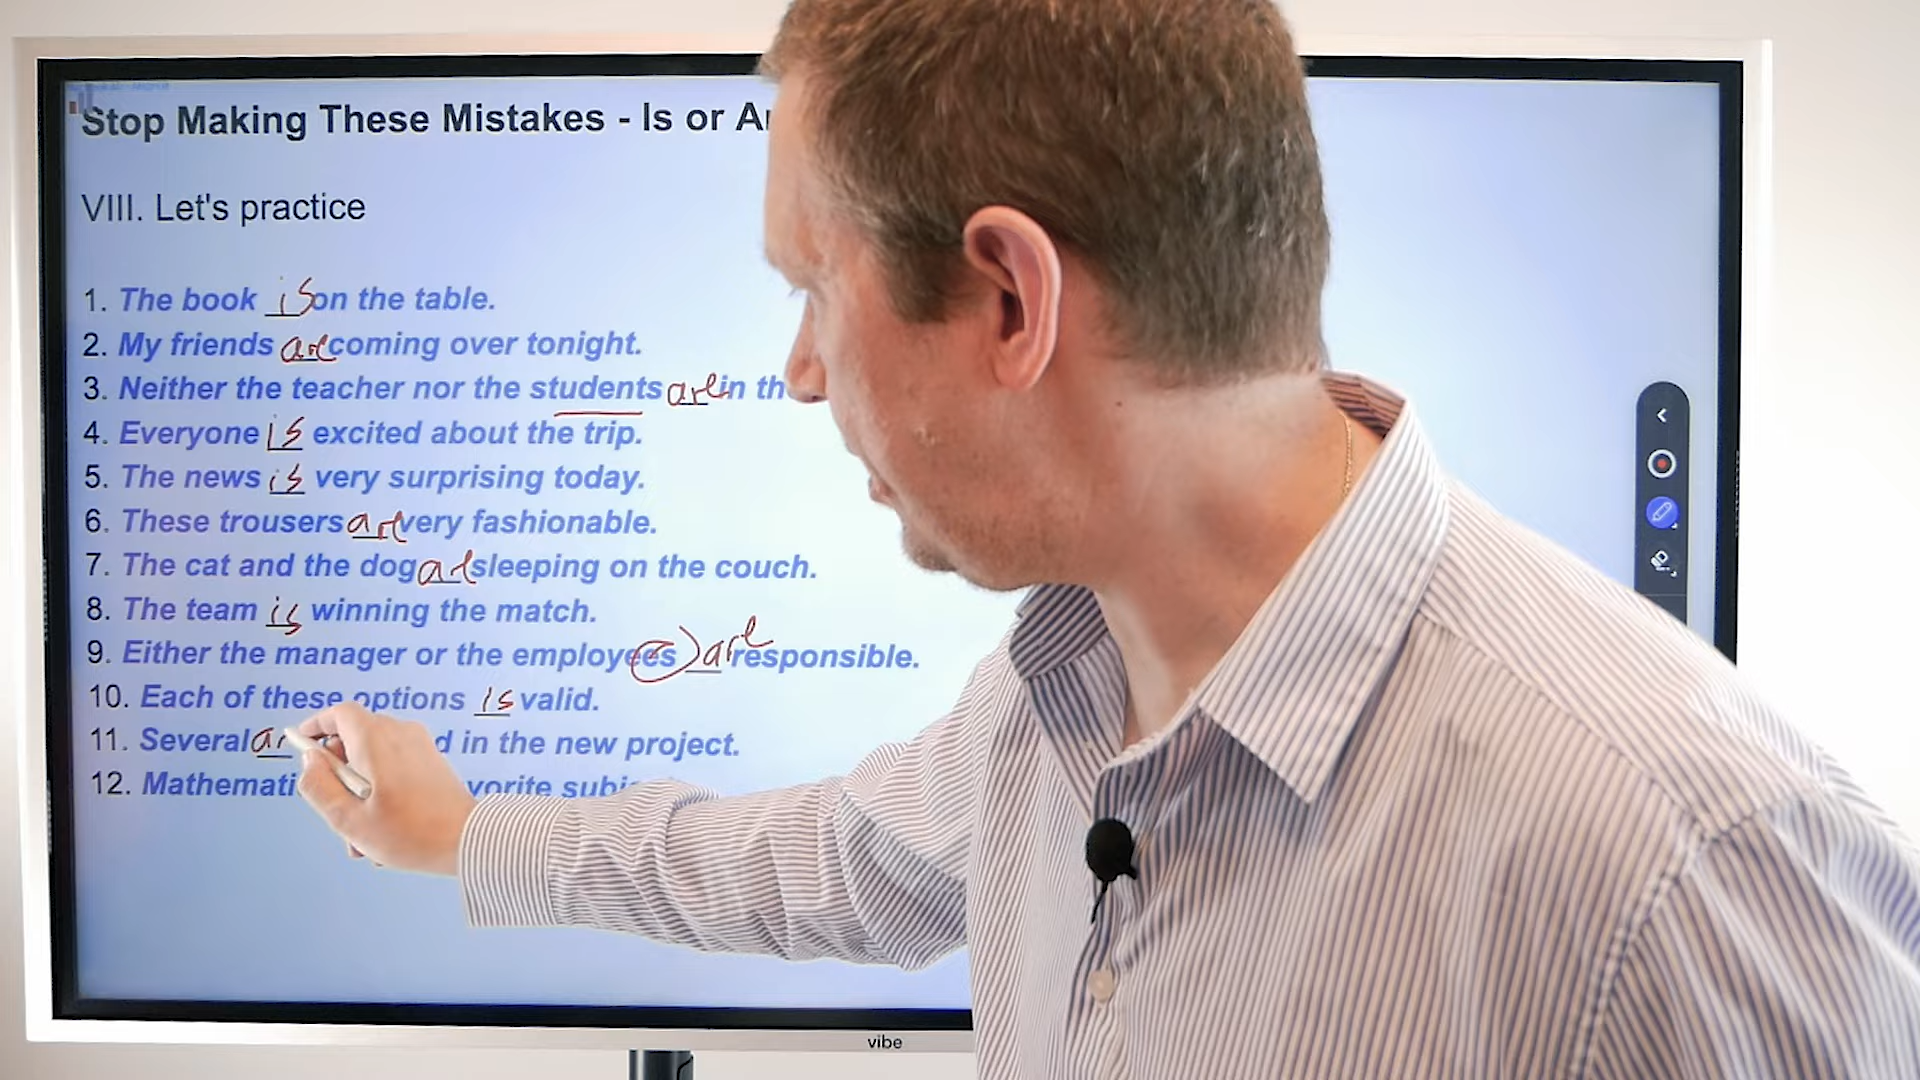 Stop Making These Mistakes - Is or
VIII. Let's practice
1. The book is on the table.
2. My friends are coming over tonight.
3. Neither the teacher nor the students are in
4. Everyone is excited about the trip.
5. The news is very surprising today.
6. These trousers are very fashionable.
7. The cat and the dog are sleeping on the couch.
8. The team is winning the match.
9. Either the manager or the employees are responsible.
10. Each of these options is valid.
11. Several in the new project.
12.
vibe